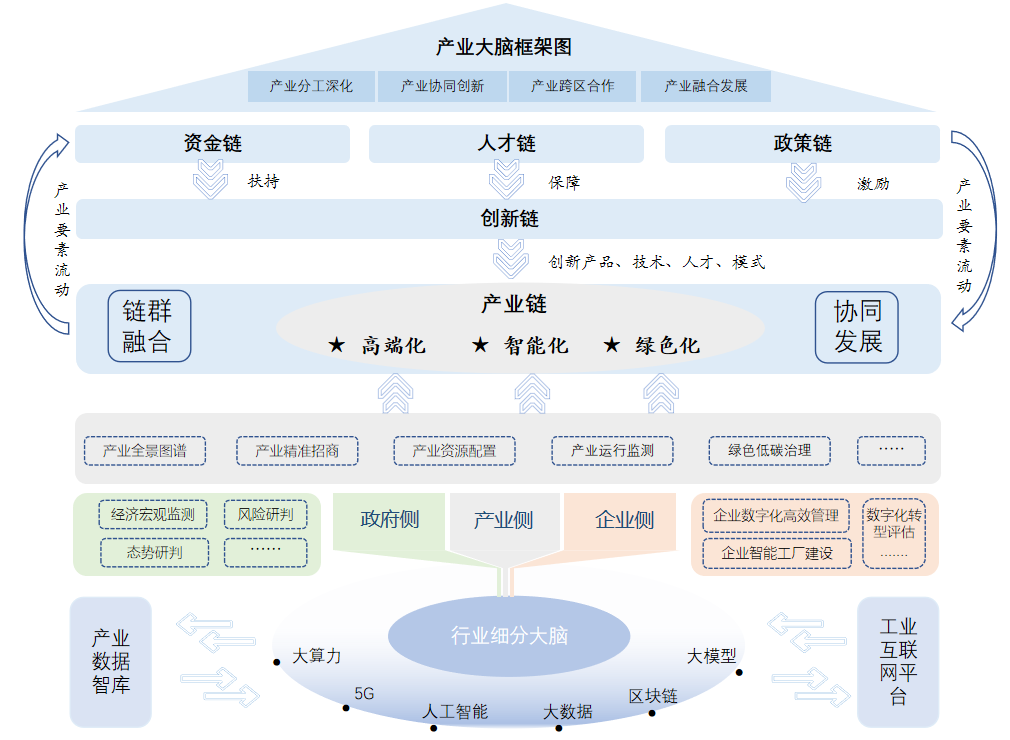 产业大脑框架图
产业分工深化
产业协同创新
产业跨区合作
产业融合发展
资金链
人才链
政策链
扶持
保障
激励
产业要素流动
产业要素流动
创新链
创新产品、技术、人才、模式
链群
融合
产业链
★ 高端化
★ 智能化
★ 绿色化
协同
发展
产业全景图谱
产业精准招商
产业资源配置
产业运行监测
绿色低碳治理
·····
经济宏观监测
风险研判
态势研判
······
政府侧
产业侧
企业侧
企业数字化高效管理
企业智能工厂建设
数字化转
型评估
.......
产业
数据
智库
行业细分大脑
大算力
5G
人工智能
大数据
区块链
大模型
工业
互联
网平
台